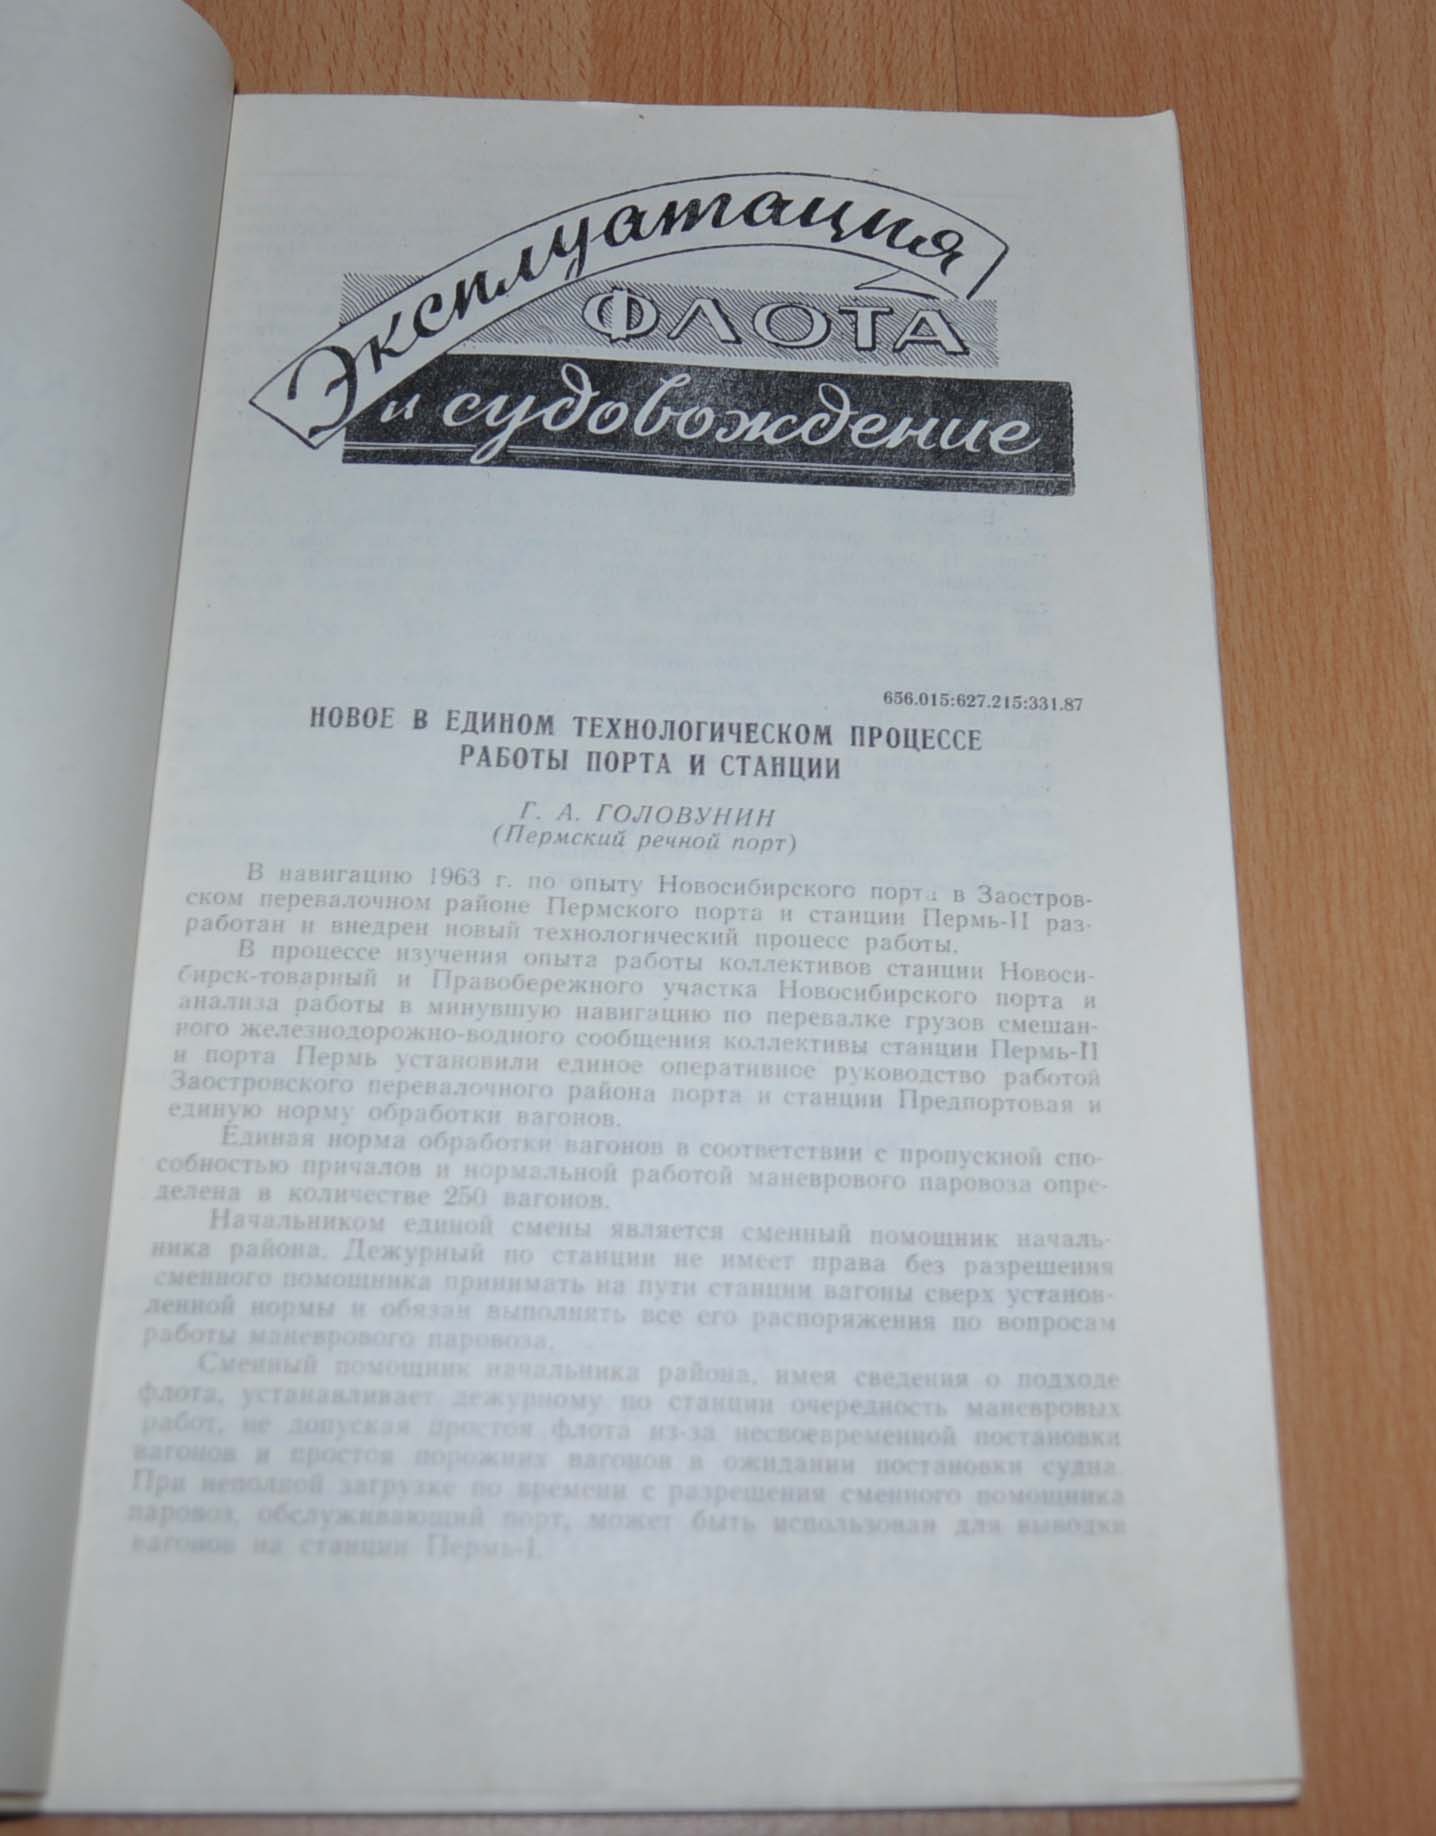 Эксплуатация
ФЛОТА
и судовождение
656.015:627.215:331.87
НОВОЕ В ЕДИНОМ ТЕХНОЛОГИЧЕСКОМ ПРОЦЕССЕ
РАБОТЫ ПОРТА И СТАНЦИИ
Г. А. ГОЛОВУНИН
(Пермский речной порт)
В навигацию 1963 г. по опыту Новосибирского порта в Заостров-
ском перевалочном районе Пермского порта и станции Пермь-II раз-
работан и внедрен новый технологический процесс работы.
В процессе изучения опыта работы коллективов станции Новоси-
бирск-товарный и Правобережного участка Новосибирского порта и
анализа работы в минувшую навигацию по перевалке грузов смешан-
ного железнодорожно-водного сообщения коллективы станции Пермь-II
и порта Пермь установили единое оперативное руководство работой
Заостровского перевалочного района порта и станции Предпортовая и
единую норму обработки вагонов.
Единая норма обработки вагонов в соответствии с пропускной спо-
собностью причалов и нормальной работой маневрового паровоза опре-
делена в количестве 250 вагонов.
Начальником единой смены является сменный помощник началь-
ника района. Дежурный по станции не имеет права без разрешения
сменного помощника принимать на пути станции вагоны сверх установ-
ленной нормы и обязан выполнять все его распоряжения по вопросам
работы маневрового паровоза.
Сменный помощник начальника района, имея сведения о подходе
флота, устанавливает дежурному по станции очередность маневровых
работ, не допуская простоя флота из-за несвоевременной постановки
вагонов и простоя порожних вагонов в ожидании постановки судна.
При неполной загрузке по времени с разрешения сменного помощника
паровоз, обслуживающий порт, может быть использован для выводки
вагонов на станции Пермь-I.